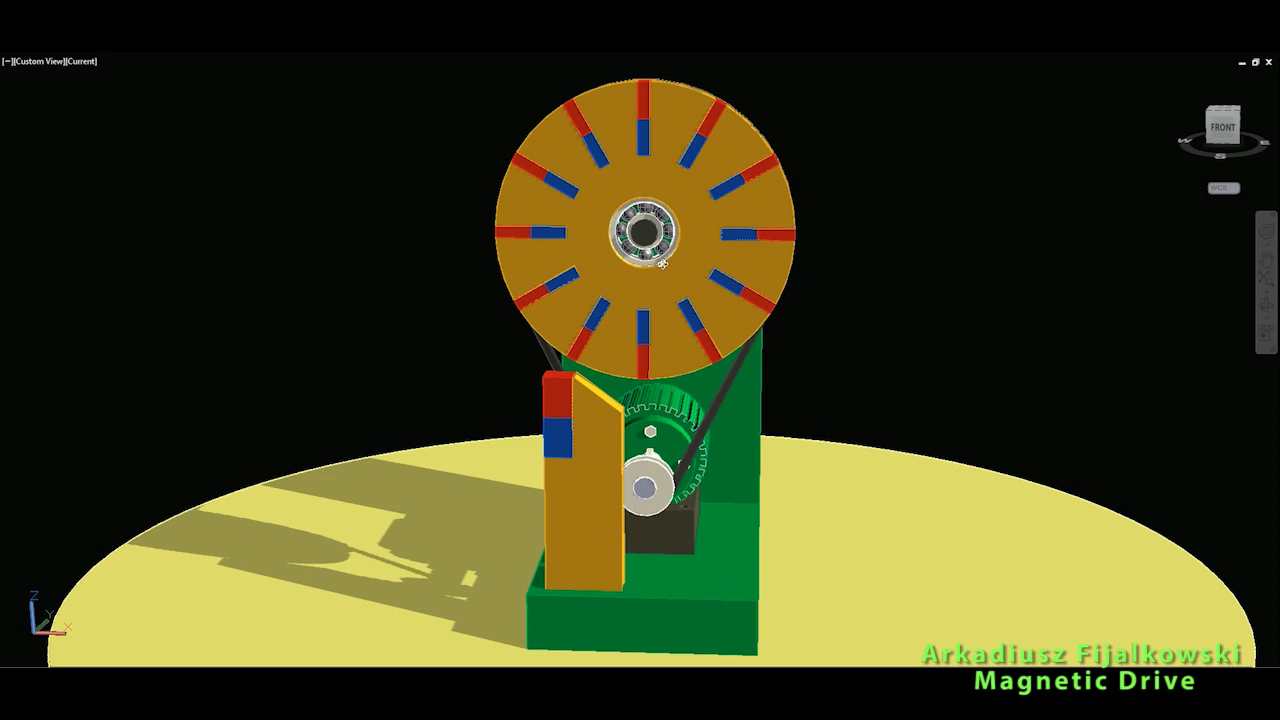 [−][Custom View][Current]
FRONT
W
S
E
WCS
Z
Y
X
Arkadiusz Fijalkowski
Magnetic Drive